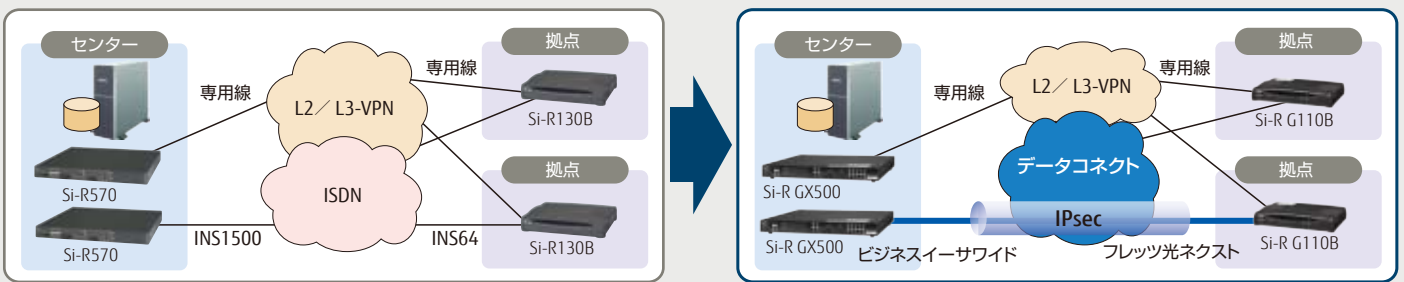 センター
拠点
専用線
専用線
L2／L3-VPN
Si-R130B
Si-R570
拠点
ISDN
INS1500
INS64
Si-R570
Si-R130B
センター
拠点
専用線
専用線
L2／L3-VPN
Si-R G110B
データコネクト
拠点
Si-R GX500
IPsec
Si-R GX500
ビジネスイーサワイド
フレッツ光ネクスト
Si-R G110B